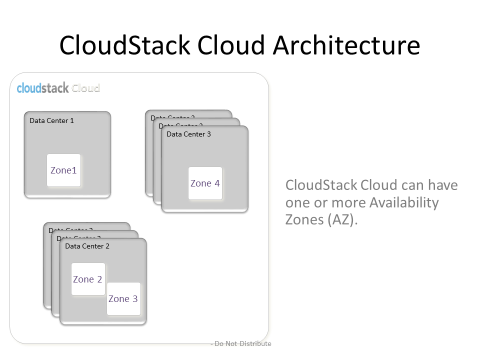 CloudStack Cloud Architecture
cloudstack Cloud
Data Center 1
Zone1
Data Center 3
Zone 4
CloudStack Cloud can have
one or more Availability
Zones (AZ).
Data Center 2
Zone 2
Zone 3
- Do Not Distribute